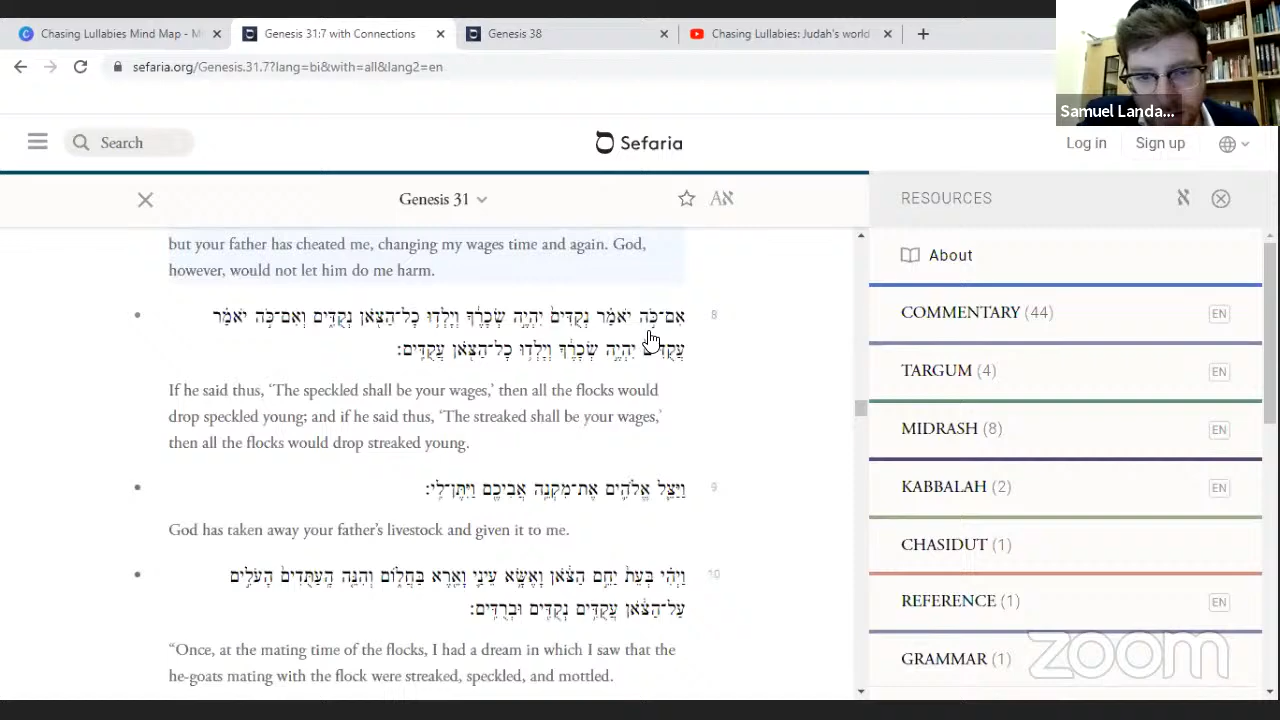 Chasing Lullabies Mind Map - M
Genesis 31:7 with Connections
Genesis 38
Chasing Lullabies: Judah's world
sefaria.org/Genesis.31.7?lang=bi&with=all&lang2=en
Samuel Landa...
Search
Sefaria
Log in
Sign up
Genesis 31
Aא
RESOURCES
א
but your father has cheated me, changing my wages time and again. God,
however, would not let him do me harm.
אִם־כֹּ֣ה יֹאמַ֗ר נְקֻדִּים֙ יִהְיֶ֣ה שְׂכָרֶ֔ךָ וְיָלְד֥וּ כׇל־הַצֹּ֖אן נְקֻדִּ֑ים וְאִם־כֹּ֣ה יֹאמַ֗ר
8
עֲקֻדִּים֙ יִהְיֶ֣ה שְׂכָרֶ֔ךָ וְיָלְד֥וּ כׇל־הַצֹּ֖אן עֲקֻדִּֽים׃
If he said thus, ‘The speckled shall be your wages,’ then all the flocks would
drop speckled young; and if he said thus, ‘The streaked shall be your wages,’
then all the flocks would drop streaked young.
וַיַּצֵּ֧ל אֱלֹהִ֛ים אֶת־מִקְנֵ֥ה אֲבִיכֶ֖ם וַיִּתֶּן־לִֽי׃
9
God has taken away your father’s livestock and given it to me.
וַיְהִ֗י בְּעֵת֙ יַחֵ֣ם הַצֹּ֔אן וָאֶשָּׂ֥א עֵינַ֛י וָאֵ֖רֶא בַּחֲל֑וֹם וְהִנֵּ֤ה הָֽעַתֻּדִים֙ הָעֹלִ֣ים
10
עַל־הַצֹּ֔אן עֲקֻדִּ֥ים נְקֻדִּ֖ים וּבְרֻדִּֽים׃
“Once, at the mating time of the flocks, I had a dream in which I saw that the
he-goats mating with the flock were streaked, speckled, and mottled.
About
COMMENTARY (44)
EN
TARGUM (4)
EN
MIDRASH (8)
EN
KABBALAH (2)
EN
CHASIDUT (1)
REFERENCE (1)
EN
GRAMMAR (1)
zoom